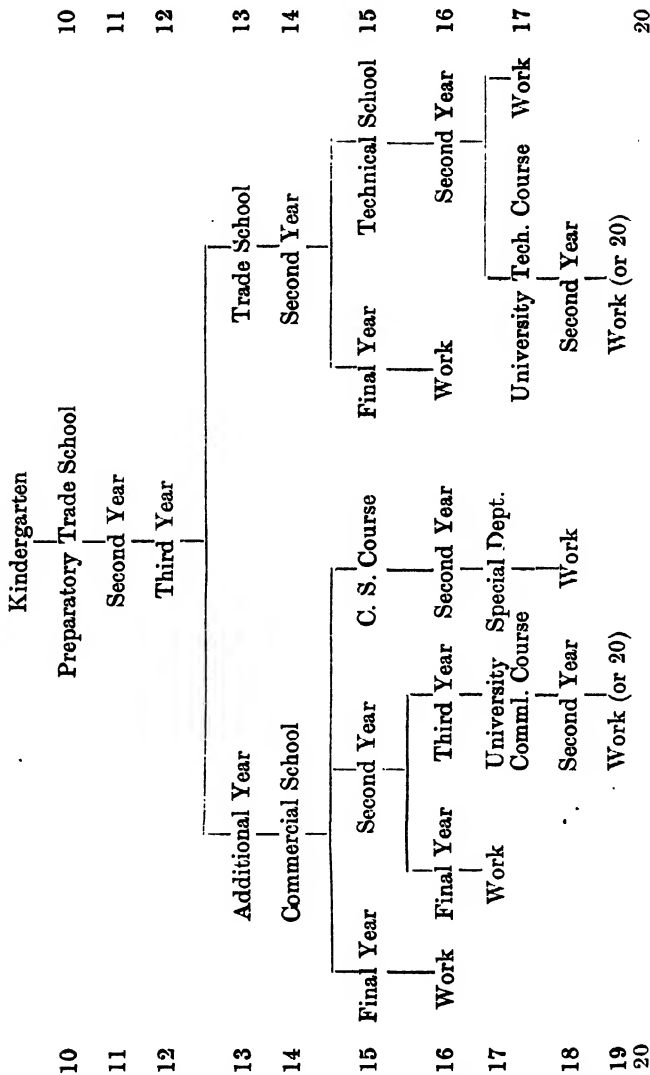 Kindergarten
10 Preparatory Trade School 10
11 Second Year 11
12 Third Year 12
13 Additional Year Trade School 13
14 Commercial School Second Year 14
15 Final Year Second Year C. S. Course Final Year Technical School 15
16 Work Final Year Third Year Second Year Work Second Year 16
17 Work University Special Dept. University Tech. Course Work 17
Comml. Course
18 Second Year Work Second Year
19 Work (or 20) Work (or 20)
20 20